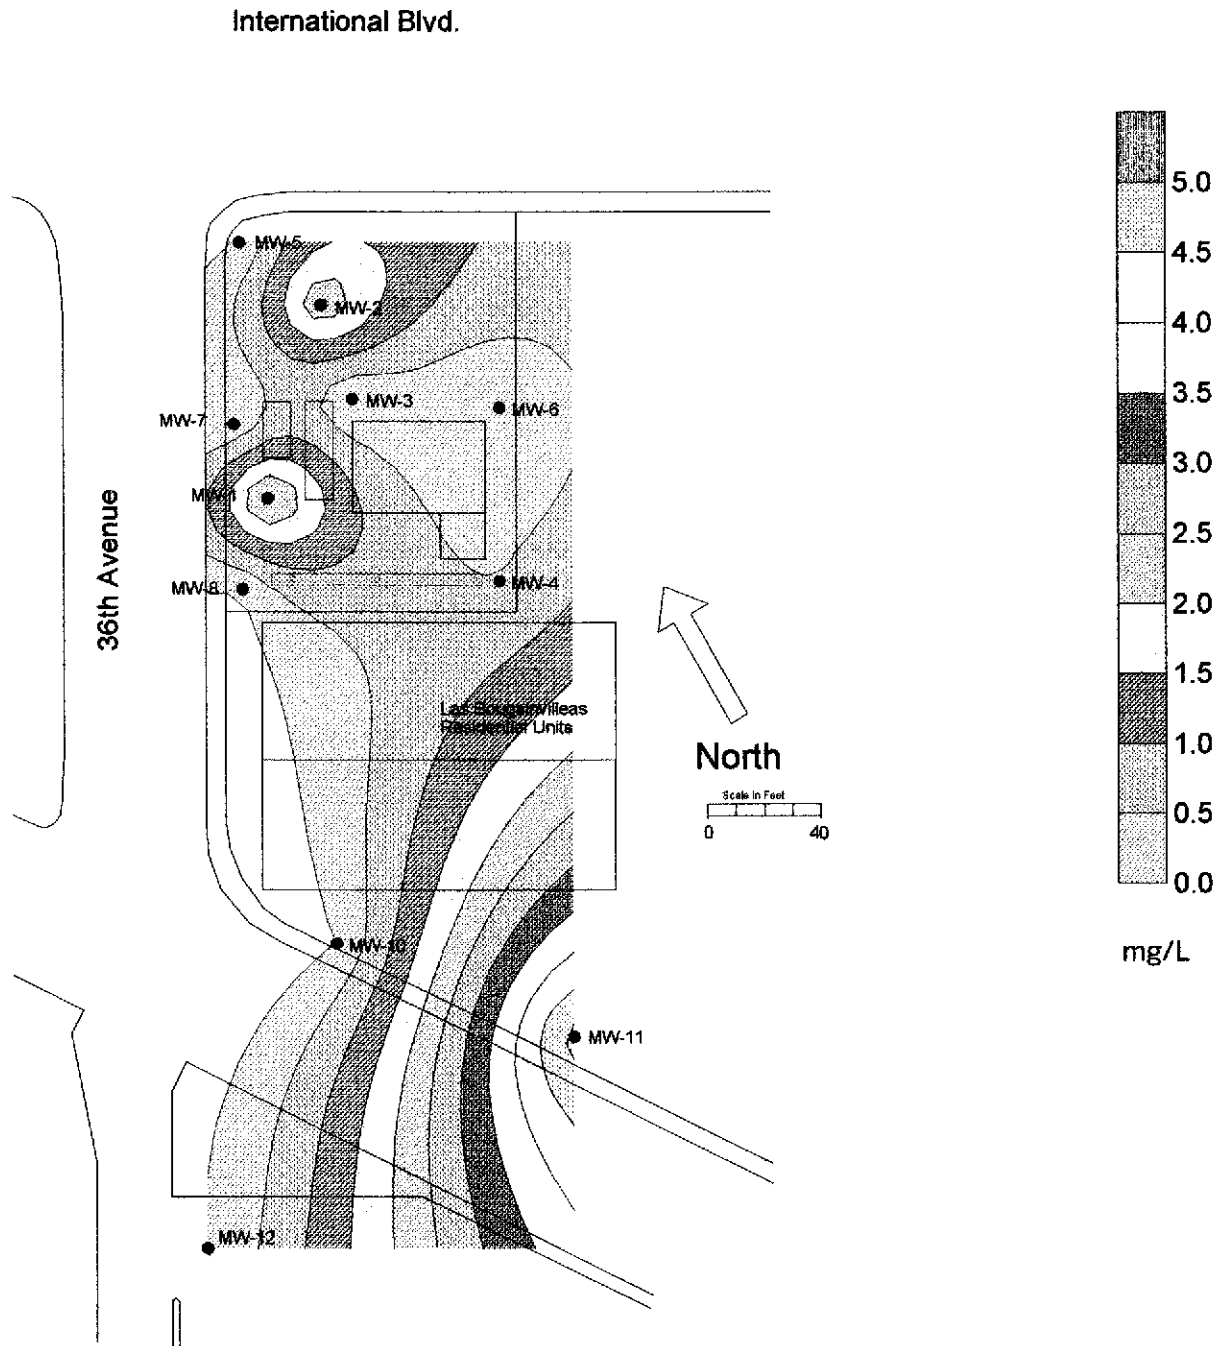 International Blvd.
5.0
MW-5
4.5
MW-2
4.0
3.5
MW-3
MW-6
MW-7
3.0
MW-1
36th Avenue
2.5
MW-8
MW-4
2.0
1.5
Las Bougainvilleas
Residential Units
North
1.0
Scale in Feet
0 40
0.5
0.0
MW-10
mg/L
MW-11
MW-12